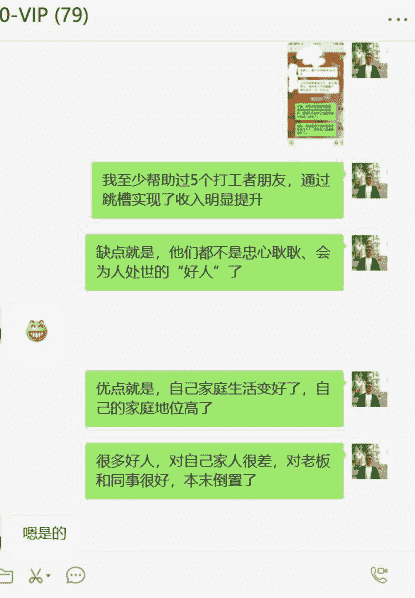 0-VIP (79)
我至少帮助过5个打工者朋友，通过
跳槽实现了收入明显提升
缺点就是，他们都不是忠心耿耿、会
为人处世的“好人”了
优点就是，自己家庭生活变好了，自
己的家庭地位高了
很多好人，对自己家人很差，对老板
和同事很好，本末倒置了
嗯是的